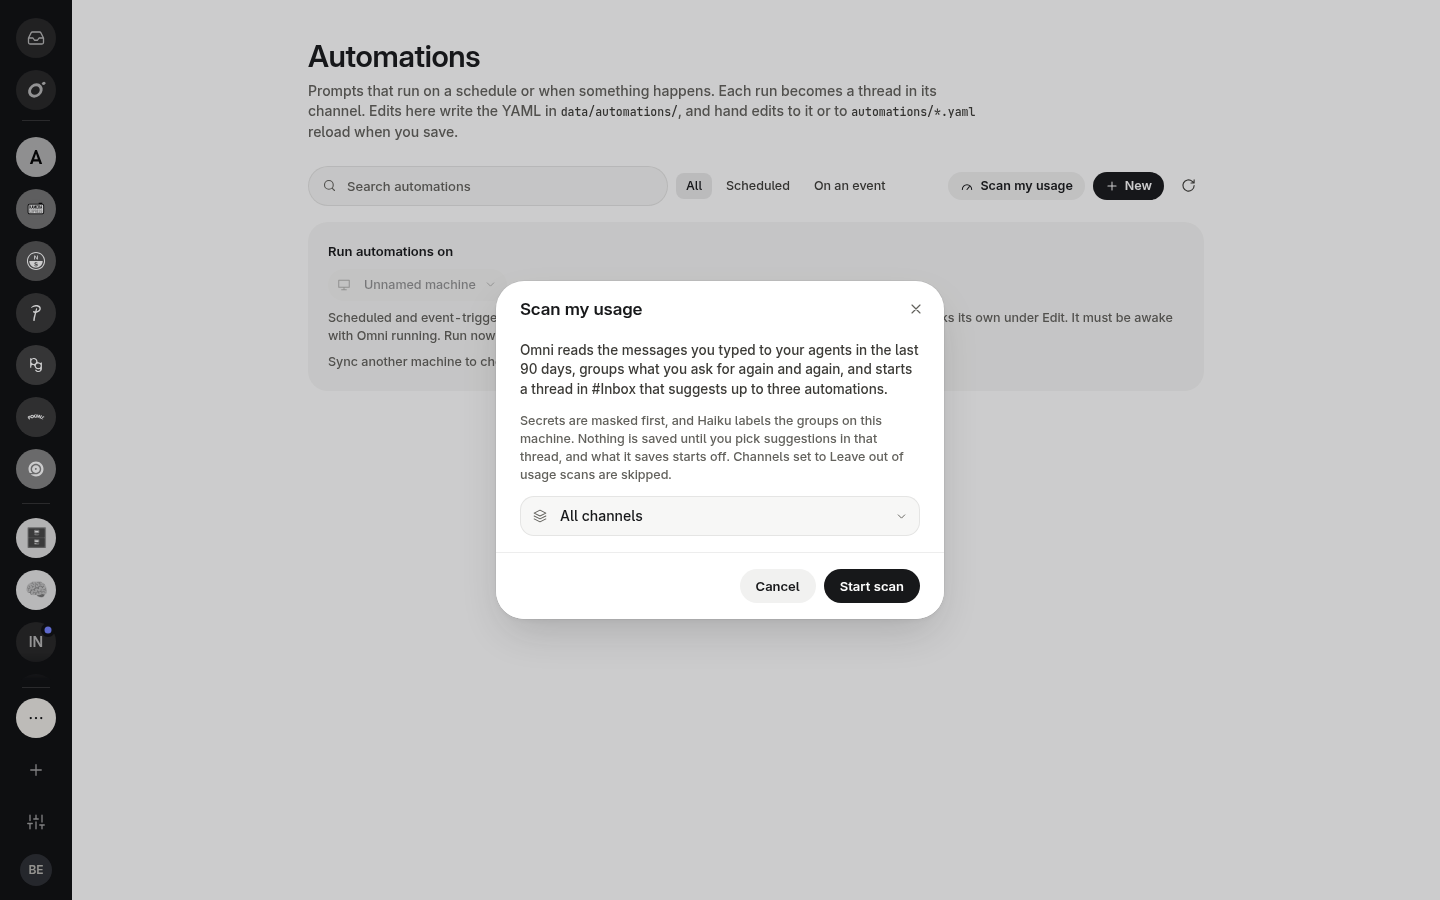 Automations
Prompts that run on a schedule or when something happens. Each run becomes a thread in its
channel. Edits here write the YAML in data/automations/, and hand edits to it or to automations/*.yaml
reload when you save.
Search automations
All
Scheduled
On an event
Scan my usage
New
Run automations on
Unnamed machine
Scheduled and event-trigge
ks its own under Edit. It must be awake
with Omni running. Run now
Sync another machine to ch
Scan my usage
Omni reads the messages you typed to your agents in the last
90 days, groups what you ask for again and again, and starts
a thread in #Inbox that suggests up to three automations.
Secrets are masked first, and Haiku labels the groups on this
machine. Nothing is saved until you pick suggestions in that
thread, and what it saves starts off. Channels set to Leave out of
usage scans are skipped.
All channels
Cancel
Start scan
A
IN
BE